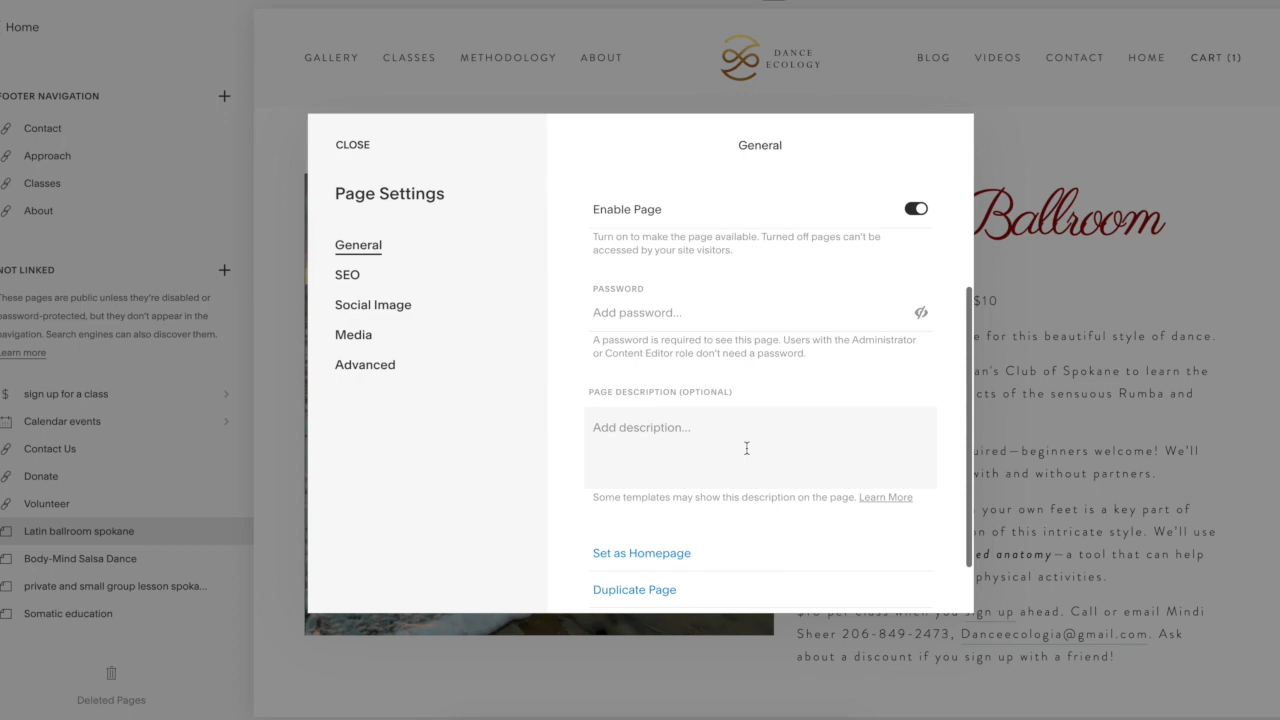 Home
FOOTER NAVIGATION
Contact
Approach
Classes
About
NOT LINKED
These pages are public unless they're disabled or
password-protected, but they don't appear in the
navigation. Search engines can also discover them.
Learn more
sign up for a class
Calendar events
Contact Us
Donate
Volunteer
Latin ballroom spokane
Body-Mind Salsa Dance
private and small group lesson spoka...
Somatic education
Deleted Pages
GALLERY CLASSES METHODOLOGY ABOUT
DANCE
ECOLOGY
BLOG VIDEOS CONTACT HOME CART (1)
CLOSE
Page Settings
General
SEO
Social Image
Media
Advanced
General
Enable Page
Turn on to make the page available. Turned off pages can't be
accessed by your site visitors.
PASSWORD
Add password...
A password is required to see this page. Users with the Administrator
or Content Editor role don't need a password.
PAGE DESCRIPTION (OPTIONAL)
Add description...
Some templates may show this description on the page. Learn More
Set as Homepage
Duplicate Page
Ballroom
$10
e for this beautiful style of dance.
an's Club of Spokane to learn the
cts of the sensuous Rumba and
uired—beginners welcome! We'll
with and without partners.
your own feet is a key part of
on of this intricate style. We'll use
ed anatomy—a tool that can help
physical activities.
$10 per class when you sign up ahead. Call or email Mindi
Sheer 206-849-2473, Danceecologia@gmail.com. Ask
about a discount if you sign up with a friend!